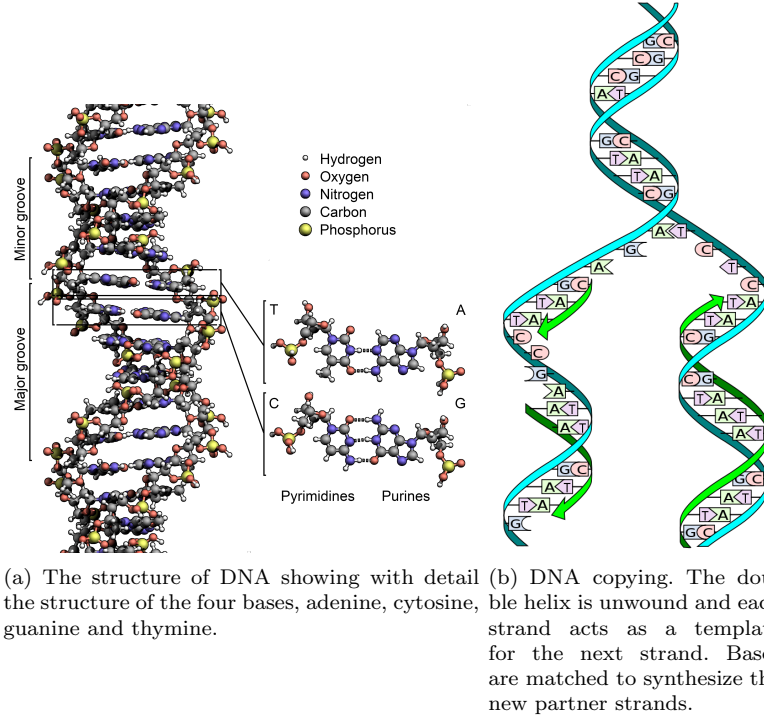 Minor groove
Major groove
Hydrogen
Oxygen
Nitrogen
Carbon
Phosphorus
T A
C G
Pyrimidines Purines
G C
C G
C G
A T
G C
T A
T A
C G
A T
G C
A T
G C C
T A T A
T A T A
C C G
C
G C G
A A T
A T A T
A T A T
G C G C
A T A T
T A T A
G G C
(a) The structure of DNA showing with detail
the structure of the four bases, adenine, cytosine,
guanine and thymine.
(b) DNA copying. The dou
ble helix is unwound and eac
strand acts as a templat
for the next strand. Base
are matched to synthesize th
new partner strands.